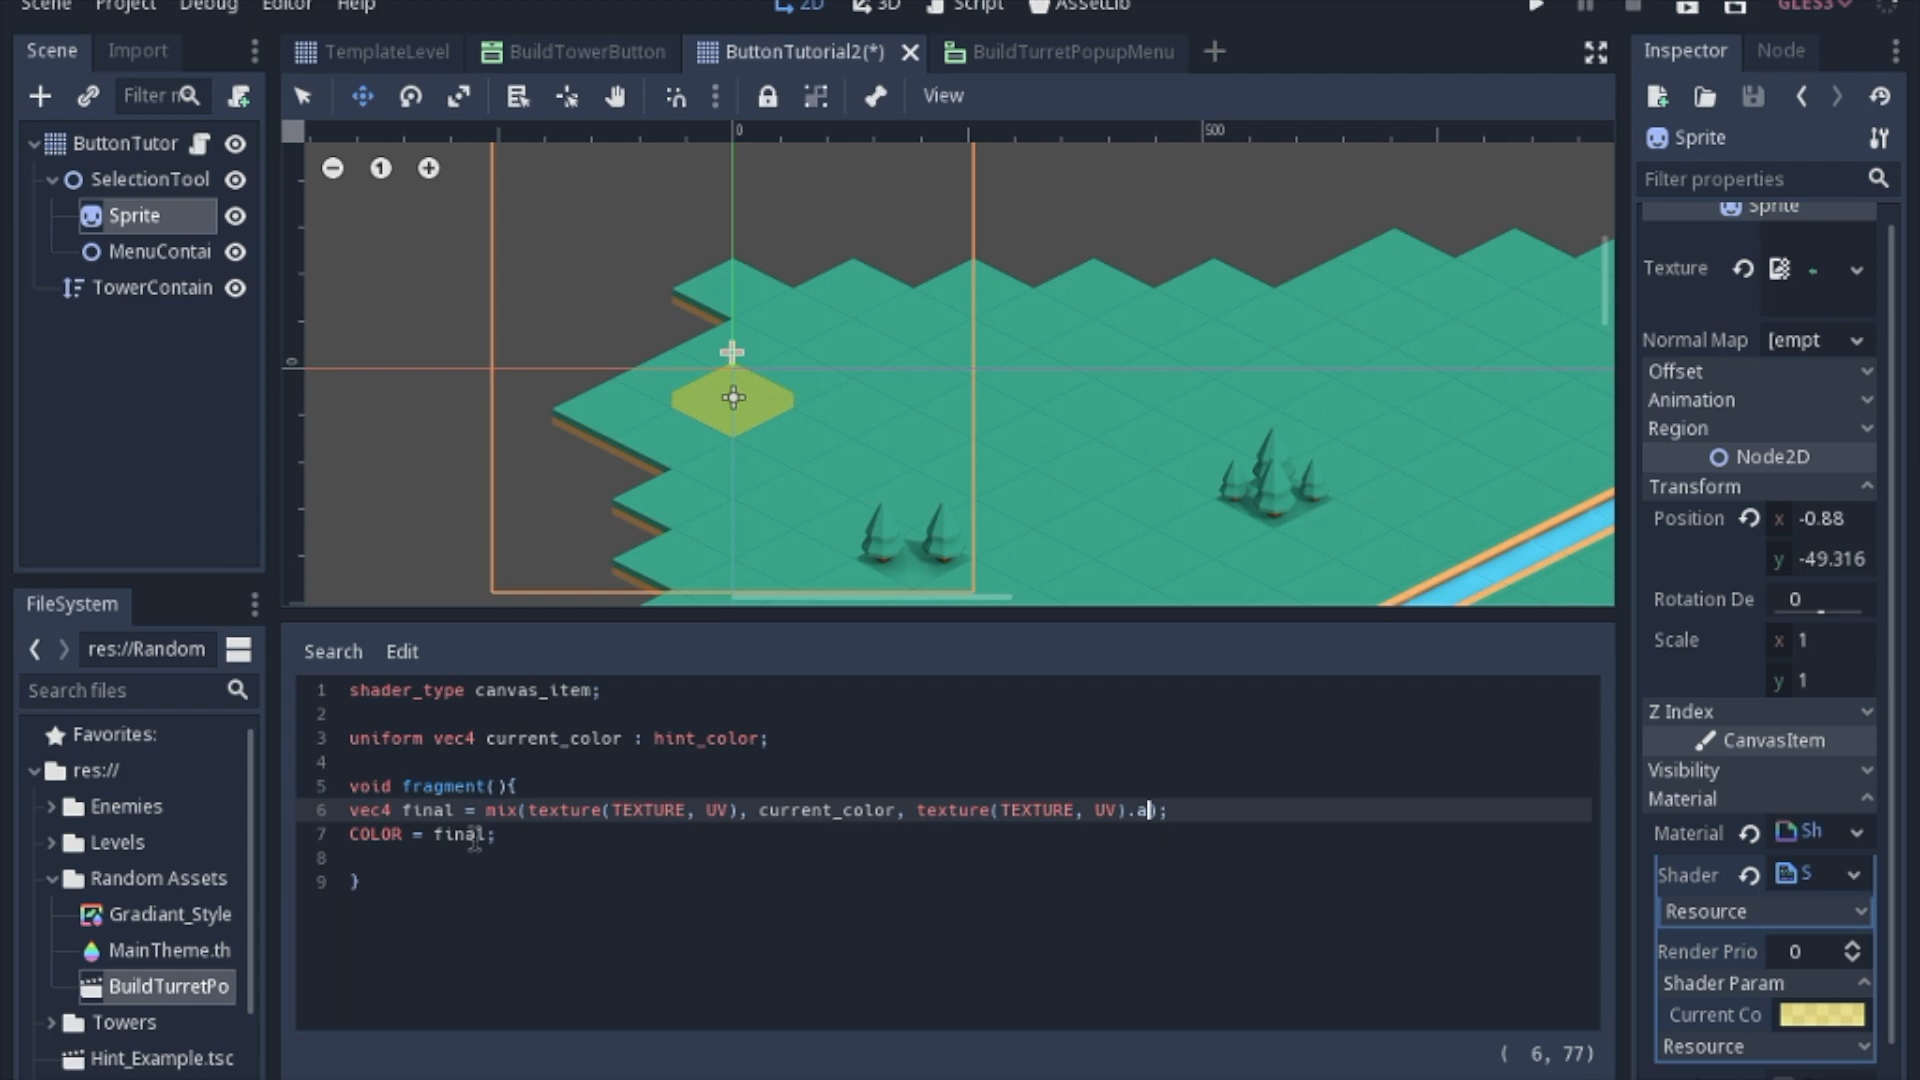 Scene Project Debug Editor Help
2D 3D Script AssetLib
GLES3
Scene Import
TemplateLevel BuildTowerButton ButtonTutorial2(*) BuildTurretPopupMenu
Inspector Node
Filter n
View
ButtonTutor
SelectionTool
Sprite
MenuContai
TowerContain
0 500
0
1
Sprite
Filter properties
Sprite
Texture
Normal Map [empt
Offset
Animation
Region
Node2D
Transform
Position x -0.88
y -49.316
Rotation De 0
Scale x 1
y 1
Z Index
CanvasItem
Visibility
Material
Material Sh
Shader S
Resource
Render Prio 0
Shader Param
Current Co
Resource
FileSystem
res://Random
Search files
Favorites:
res://
Enemies
Levels
Random Assets
Gradiant_Style
MainTheme.th
BuildTurretPo
Towers
Hint_Example.tsc
Search Edit
1 shader_type canvas_item;
2
3 uniform vec4 current_color : hint_color;
4
5 void fragment(){
6 vec4 final = mix(texture(TEXTURE, UV), current_color, texture(TEXTURE, UV).a);
7 COLOR = final;
8
9 }
( 6, 77)